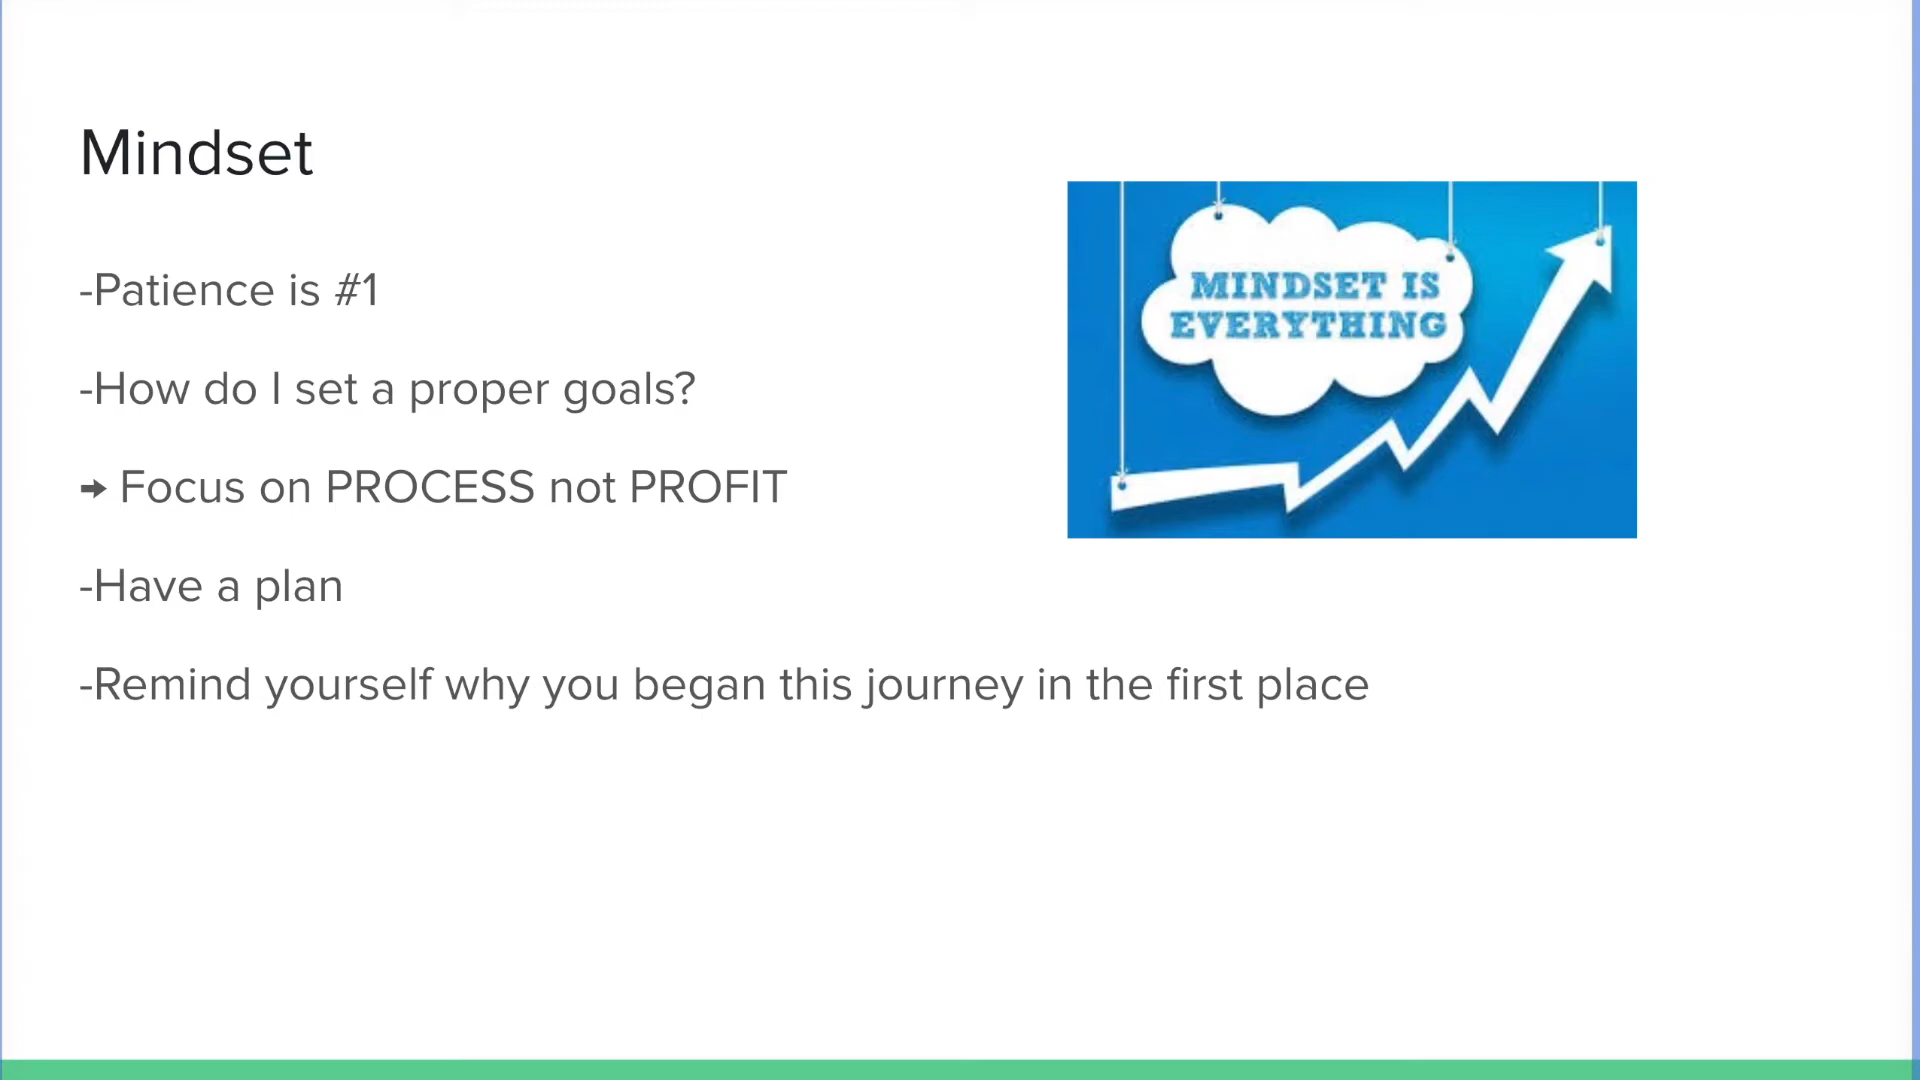 Mindset
-Patience is #1
-How do I set a proper goals?
➡ Focus on PROCESS not PROFIT
-Have a plan
-Remind yourself why you began this journey in the first place
MINDSET IS
EVERYTHING